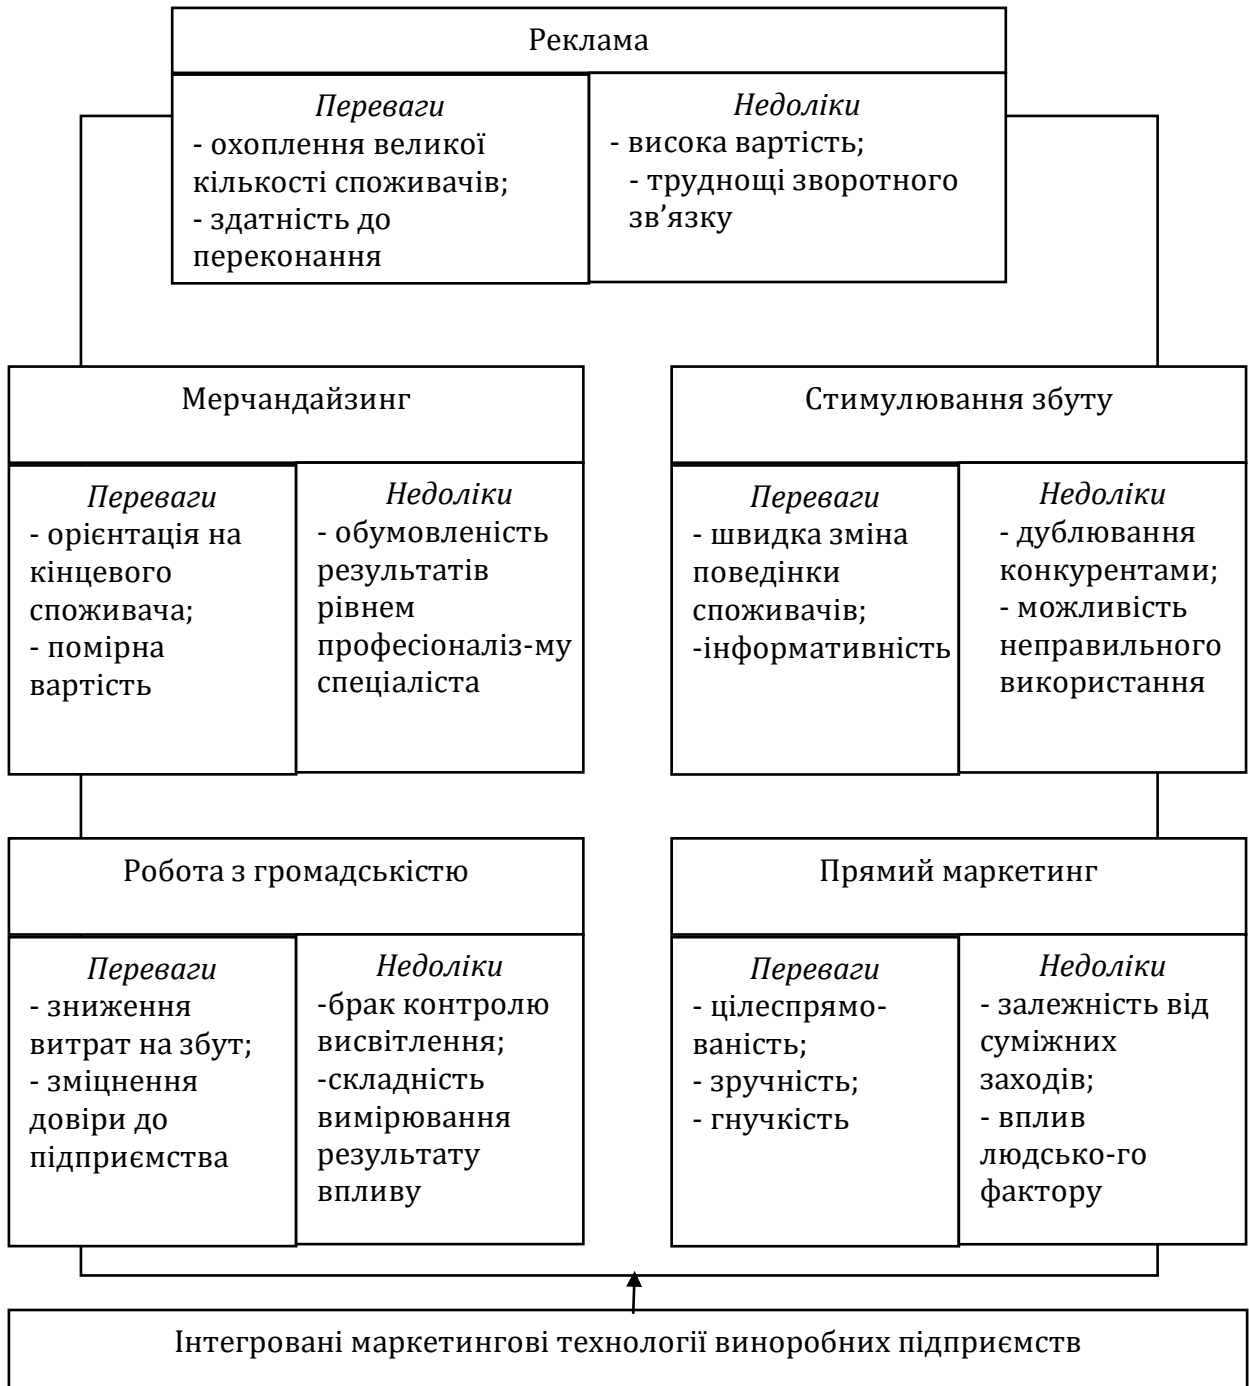 Реклама
Переваги
- охоплення великої
кількості споживачів;
- здатність до
переконання
Недоліки
- висока вартість;
- труднощі зворотного
зв’язку
Мерчандайзинг
Переваги
- орієнтація на
кінцевого
споживача;
- помірна
вартість
Недоліки
- обумовленість
результатів
рівнем
професіоналіз-му
спеціаліста
Стимулювання збуту
Переваги
- швидка зміна
поведінки
споживачів;
-інформативність
Недоліки
- дублювання
конкурентами;
- можливість
неправильного
використання
Робота з громадськістю
Переваги
- зниження
витрат на збут;
- зміцнення
довіри до
підприємства
Недоліки
-брак контролю
висвітлення;
-складність
вимірювання
результату
впливу
Прямий маркетинг
Переваги
- цілеспрямо-
ваність;
- зручність;
- гнучкість
Недоліки
- залежність від
суміжних
заходів;
- вплив
людсько-го
фактору
Інтегровані маркетингові технології виноробних підприємств